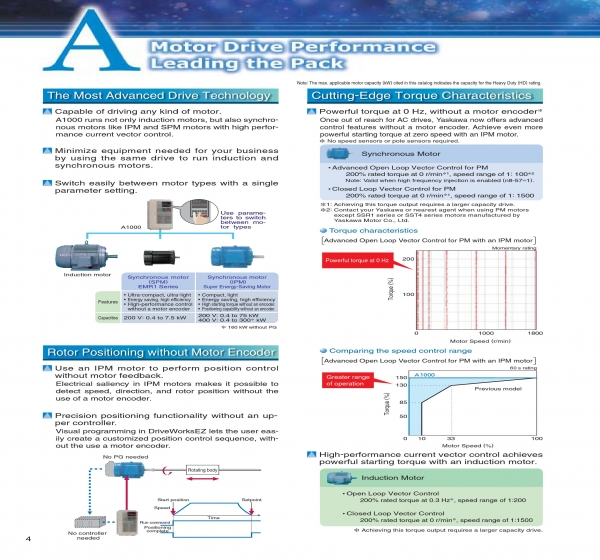 A
Motor Drive Performance
Leading the Pack
Note: The max. applicable motor capacity (kW) cited in this catalog indicates the capacity for the Heavy Duty (HD) rating.
The Most Advanced Drive Technology
Capable of driving any kind of motor.
A1000 runs not only induction motors, but also synchro-
nous motors like IPM and SPM motors with high perfor-
mance current vector control.
Minimize equipment needed for your business
by using the same drive to run induction and
synchronous motors.
Switch easily between motor types with a single
parameter setting.
A1000
Use parame-
ters to switch
between mo-
tor types
Induction motor
Synchronous motor
(SPM)
EMR1 Series
Synchronous motor
(IPM)
Super Energy-Saving Motor
Features
• Ultra-compact, ultra-light
• Energy saving, high efficiency
• High-performance control
without a motor encoder
• Compact, light
• Energy saving, high efficiency
• High starting torque without an encoder
• Positioning capability without an encoder
Capacities
200 V: 0.4 to 7.5 kW
200 V: 0.4 to 75 kW
400 V: 0.4 to 300* kW
※ 160 kW without PG
Rotor Positioning without Motor Encoder
Use an IPM motor to perform position control
without motor feedback.
Electrical saliency in IPM motors makes it possible to
detect speed, direction, and rotor position without the
use of a motor encoder.
Precision positioning functionality without an up-
per controller.
Visual programming in DriveWorksEZ lets the user eas-
ily create a customized position control sequence, with-
out the use a motor encoder.
No PG needed
Rotating body
Start position
Setpoint
Speed
Time
Run command
Positioning
complete
No controller
needed
4
Cutting-Edge Torque Characteristics
Powerful torque at 0 Hz, without a motor encoder*
Once out of reach for AC drives, Yaskawa now offers advanced
control features without a motor encoder. Achieve even more
powerful starting torque at zero speed with an IPM motor.
※ No speed sensors or pole sensors required.
Synchronous Motor
• Advanced Open Loop Vector Control for PM
200% rated torque at 0 r/min*1, speed range of 1: 100*2
Note: Valid when high frequency injection is enabled (n8-57=1).
• Closed Loop Vector Control for PM
200% rated torque at 0 r/min*1, speed range of 1: 1500
※1: Achieving this torque output requires a larger capacity drive.
※2: Contact your Yaskawa or nearest agent when using PM motors
except SSR1 series or SST4 series motors manufactured by
Yaskawa Motor Co., Ltd.
Torque characteristics
[Advanced Open Loop Vector Control for PM with an IPM motor]
Momentary rating
Powerful torque at 0 Hz
200
100
Torque (%)
0
1000
1800
Motor Speed (r/min)
Comparing the speed control range
[Advanced Open Loop Vector Control for PM with an IPM motor]
60 s rating
Greater range
of operation
A1000
Previous model
150
130
85
50
Torque (%)
0
10
33
100
Motor Speed (%)
High-performance current vector control achieves
powerful starting torque with an induction motor.
Induction Motor
• Open Loop Vector Control
200% rated torque at 0.3 Hz*, speed range of 1:200
• Closed Loop Vector Control
200% rated torque at 0 r/min*, speed range of 1:1500
※ Achieving this torque output requires a larger capacity drive.